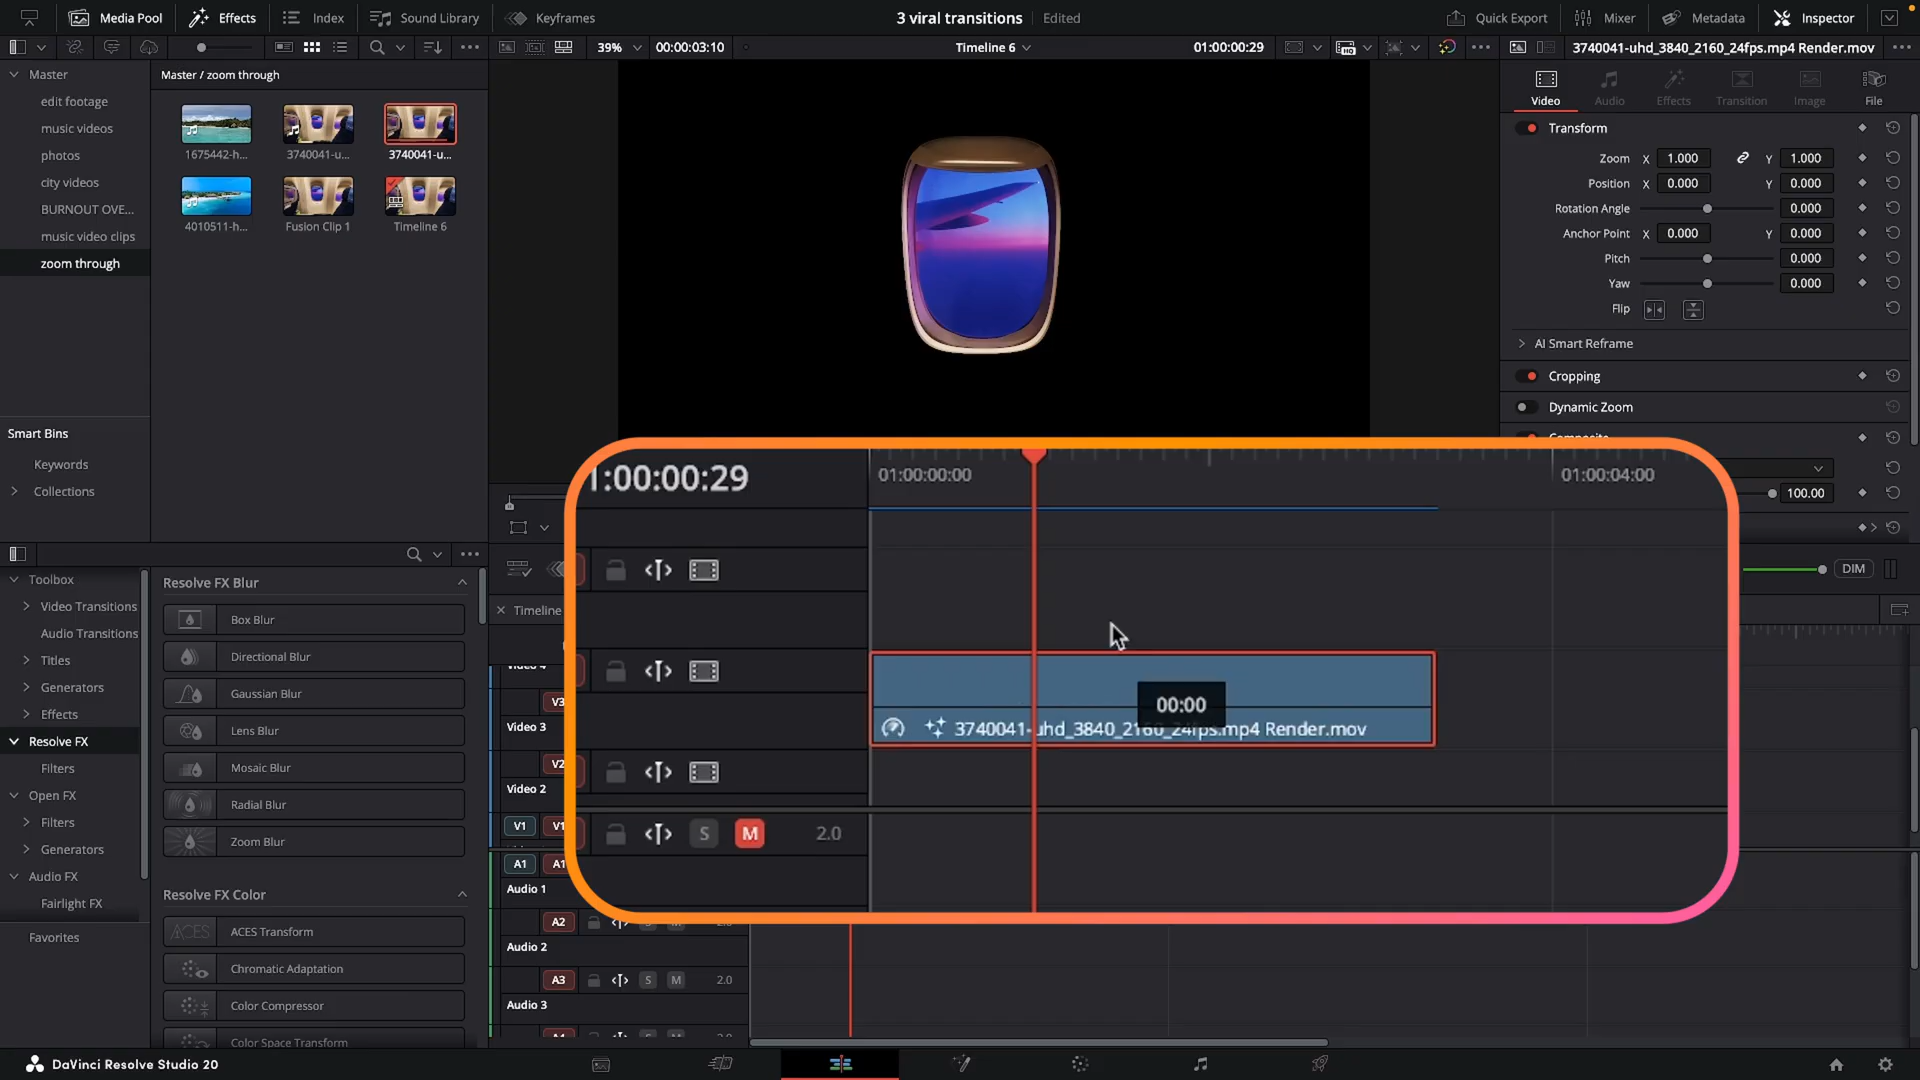 Media Pool
Effects
Index
Sound Library
Keyframes
3 viral transitions
Edited
Quick Export
Mixer
Metadata
Inspector
39%
00:00:03:10
Timeline 6
01:00:00:29
3740041-uhd_3840_2160_24fps.mp4 Render.mov
Master
edit footage
music videos
photos
city videos
BURNOUT OVE...
music video clips
zoom through
Master / zoom through
1675442-h...
3740041-u...
3740041-u...
4010511-h...
Fusion Clip 1
Timeline 6
Smart Bins
Keywords
Collections
Video
Audio
Effects
Transition
Image
File
Transform
Zoom X 1.000 Y 1.000
Position X 0.000 Y 0.000
Rotation Angle 0.000
Anchor Point X 0.000 Y 0.000
Pitch 0.000
Yaw 0.000
Flip
AI Smart Reframe
Cropping
Dynamic Zoom
Composite
100.00
DIM
Toolbox
Video Transitions
Audio Transitions
Titles
Generators
Effects
Resolve FX
Filters
Open FX
Filters
Generators
Audio FX
Fairlight FX
Favorites
Resolve FX Blur
Box Blur
Directional Blur
Gaussian Blur
Lens Blur
Mosaic Blur
Radial Blur
Zoom Blur
Resolve FX Color
ACES Transform
Chromatic Adaptation
Color Compressor
Color Space Transform
Timeline
1:00:00:29
01:00:00:00
01:00:04:00
00:00
3740041-uhd_3840_2160_24fps.mp4 Render.mov
S M 2.0
Video 4
V3
Video 3
V2
Video 2
V1 V1
A1 A1
Audio 1
A2
Audio 2
A3 S M 2.0
Audio 3
DaVinci Resolve Studio 20